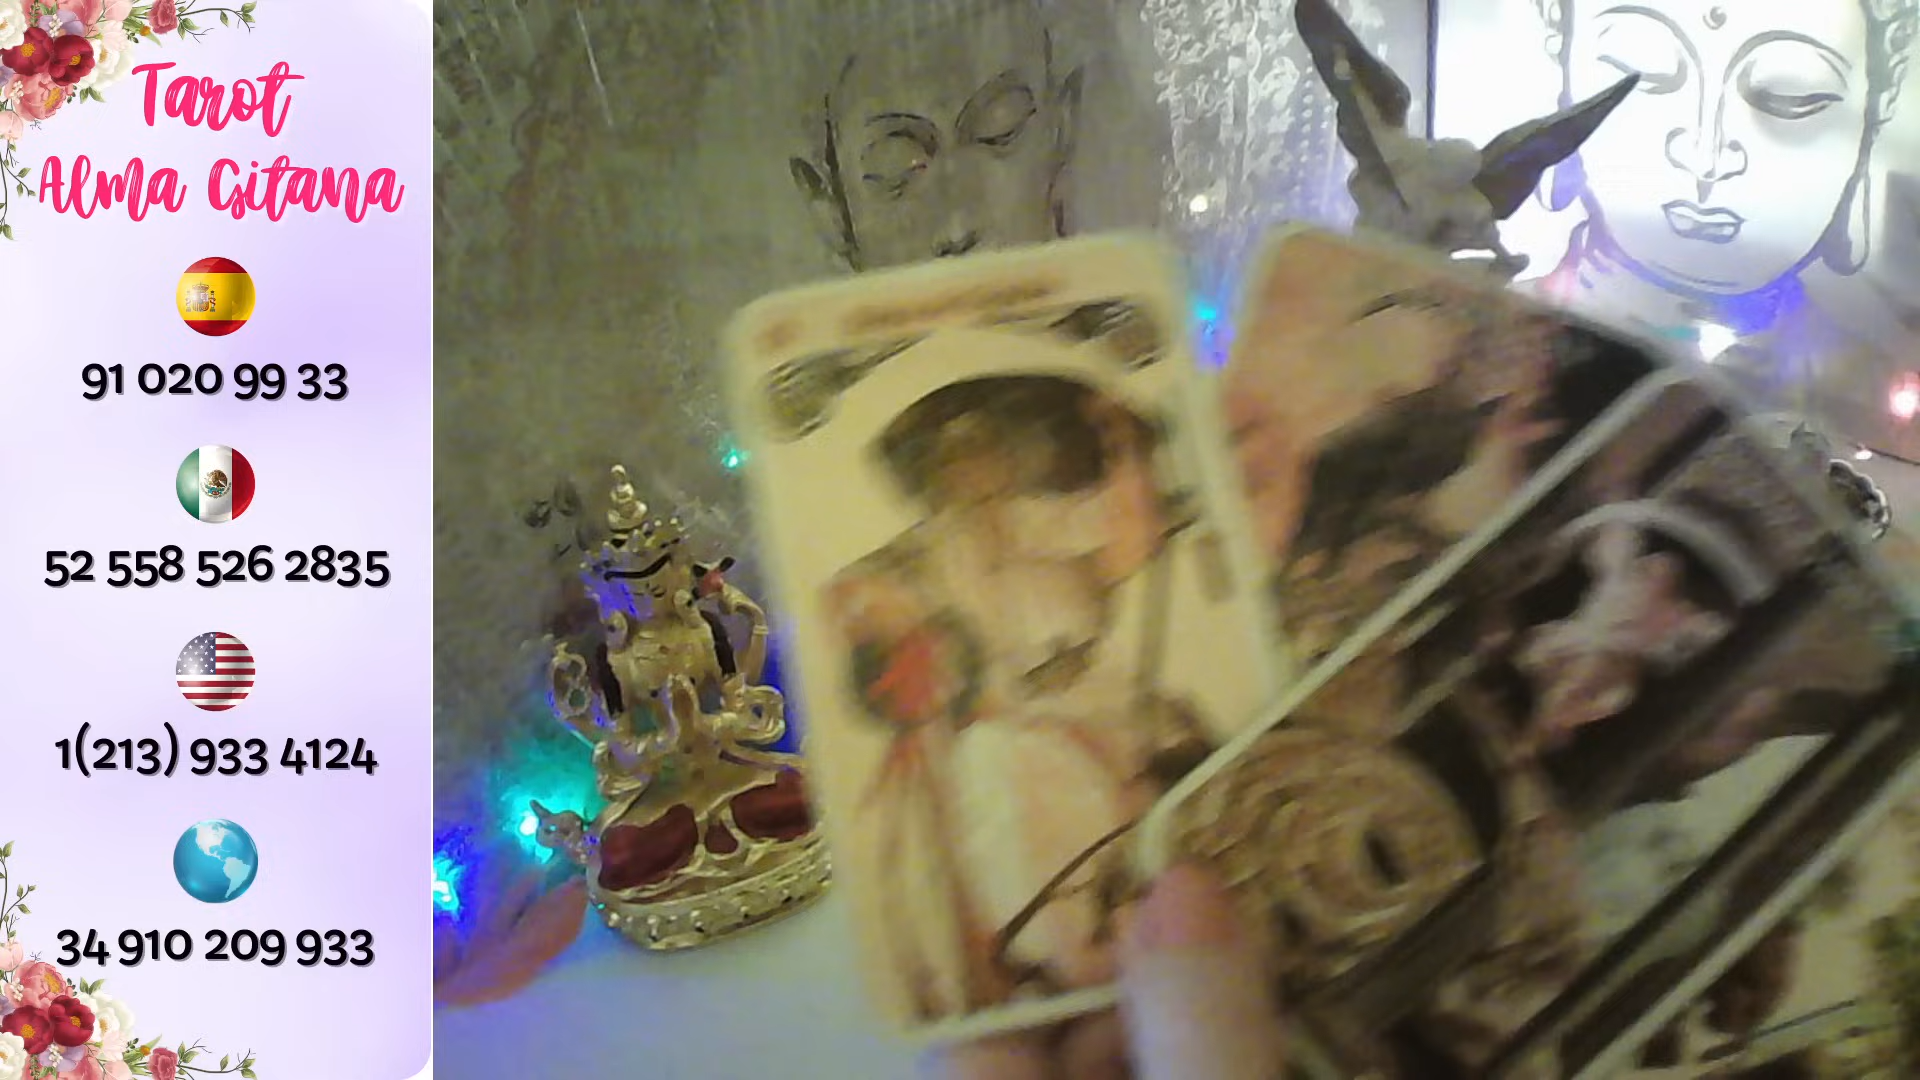 Tarot
Alma Gitana
91 020 99 33
52 558 526 2835
1(213) 933 4124
34 910 209 933